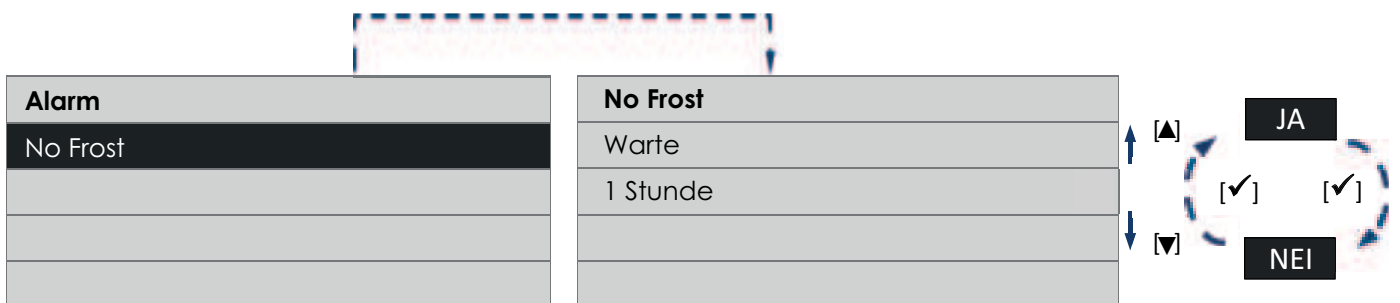 Alarm
No Frost
No Frost
Warte
1 Stunde
[▲]
[▼]
JA
[✓] [✓]
NEI